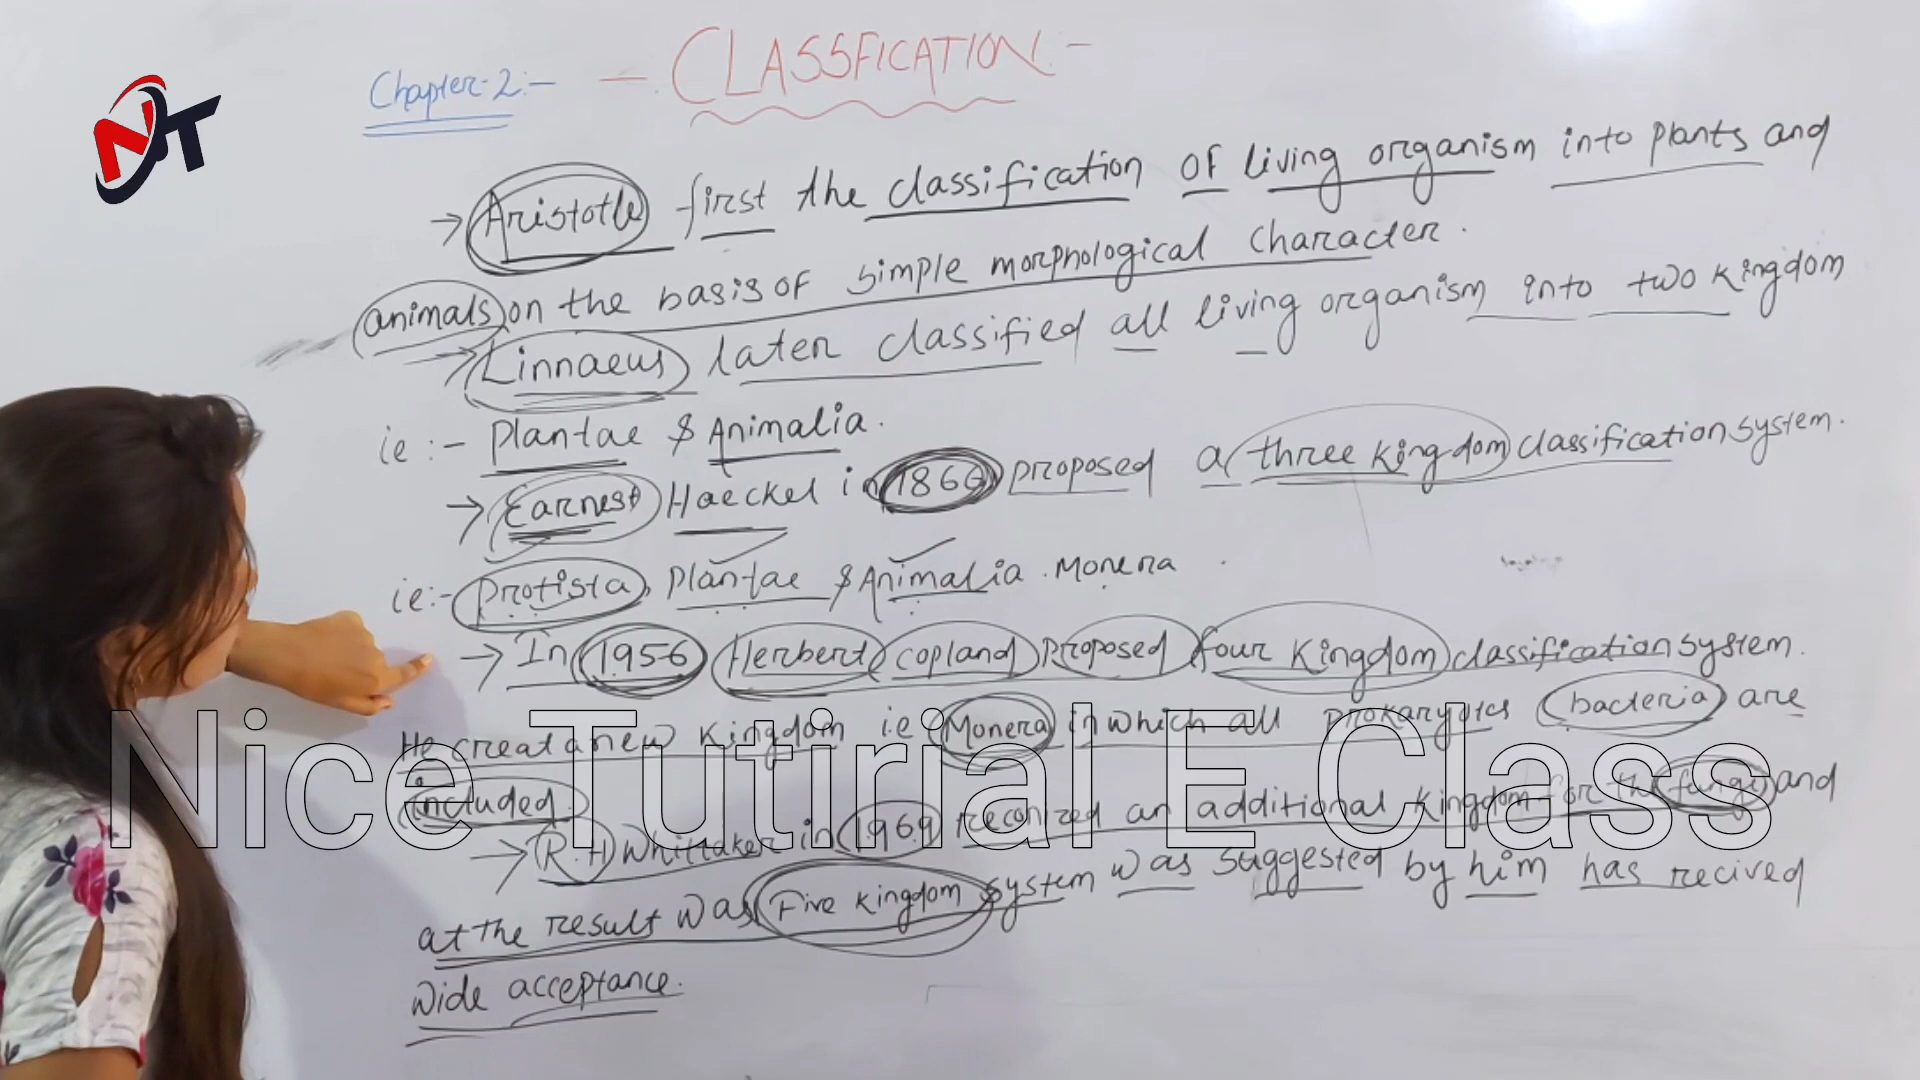 NT
Chapter-2:- - CLASSFICATION -
→ Aristotle first the classification of living organism into plants and
animals on the basis of simple morphological character.
→ Linnaeus later classified all living organism into two kingdom
ie :- Plantae & Animalia.
→ Earnest Haeckel in 1866 proposed a three kingdom classification system.
ie:- Protista, Plantae & Animalia. Monera
→ In 1956 Herbert copland proposed four kingdom classification system.
He creat a new kingdom i.e Monera in which all prokaryotes bacteria are
included.
→ R.H Whittaker in 1969 reconized an additional kingdom for the fungi and
at the result was Five kingdom system was suggested by him has recived
wide acceptance.
Nice Tutirial E Class